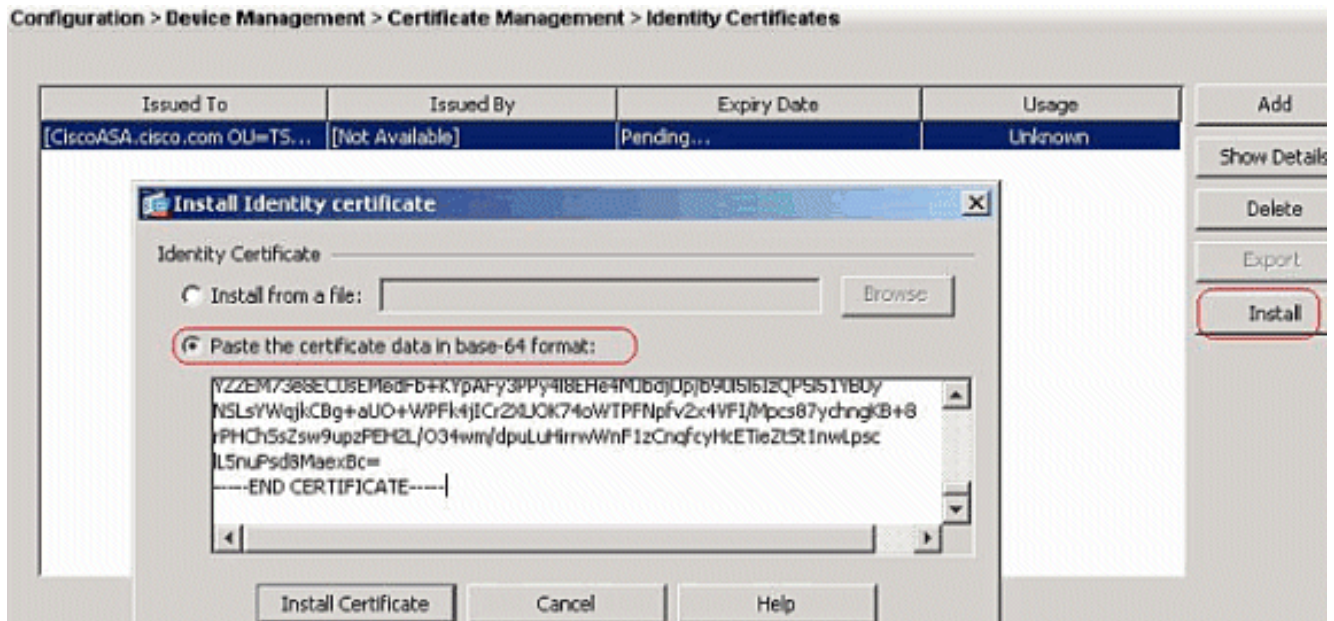 Configuration > Device Management > Certificate Management > Identity Certificates
Issued To Issued By Expiry Date Usage
[CiscoASA.cisco.com OU=TS... [Not Available] Pending... Unknown
Add
Show Details
Delete
Export
Install
Install Identity certificate
Identity Certificate
Install from a file:
Browse
Paste the certificate data in base-64 format:
-----END CERTIFICATE-----
Install Certificate Cancel Help